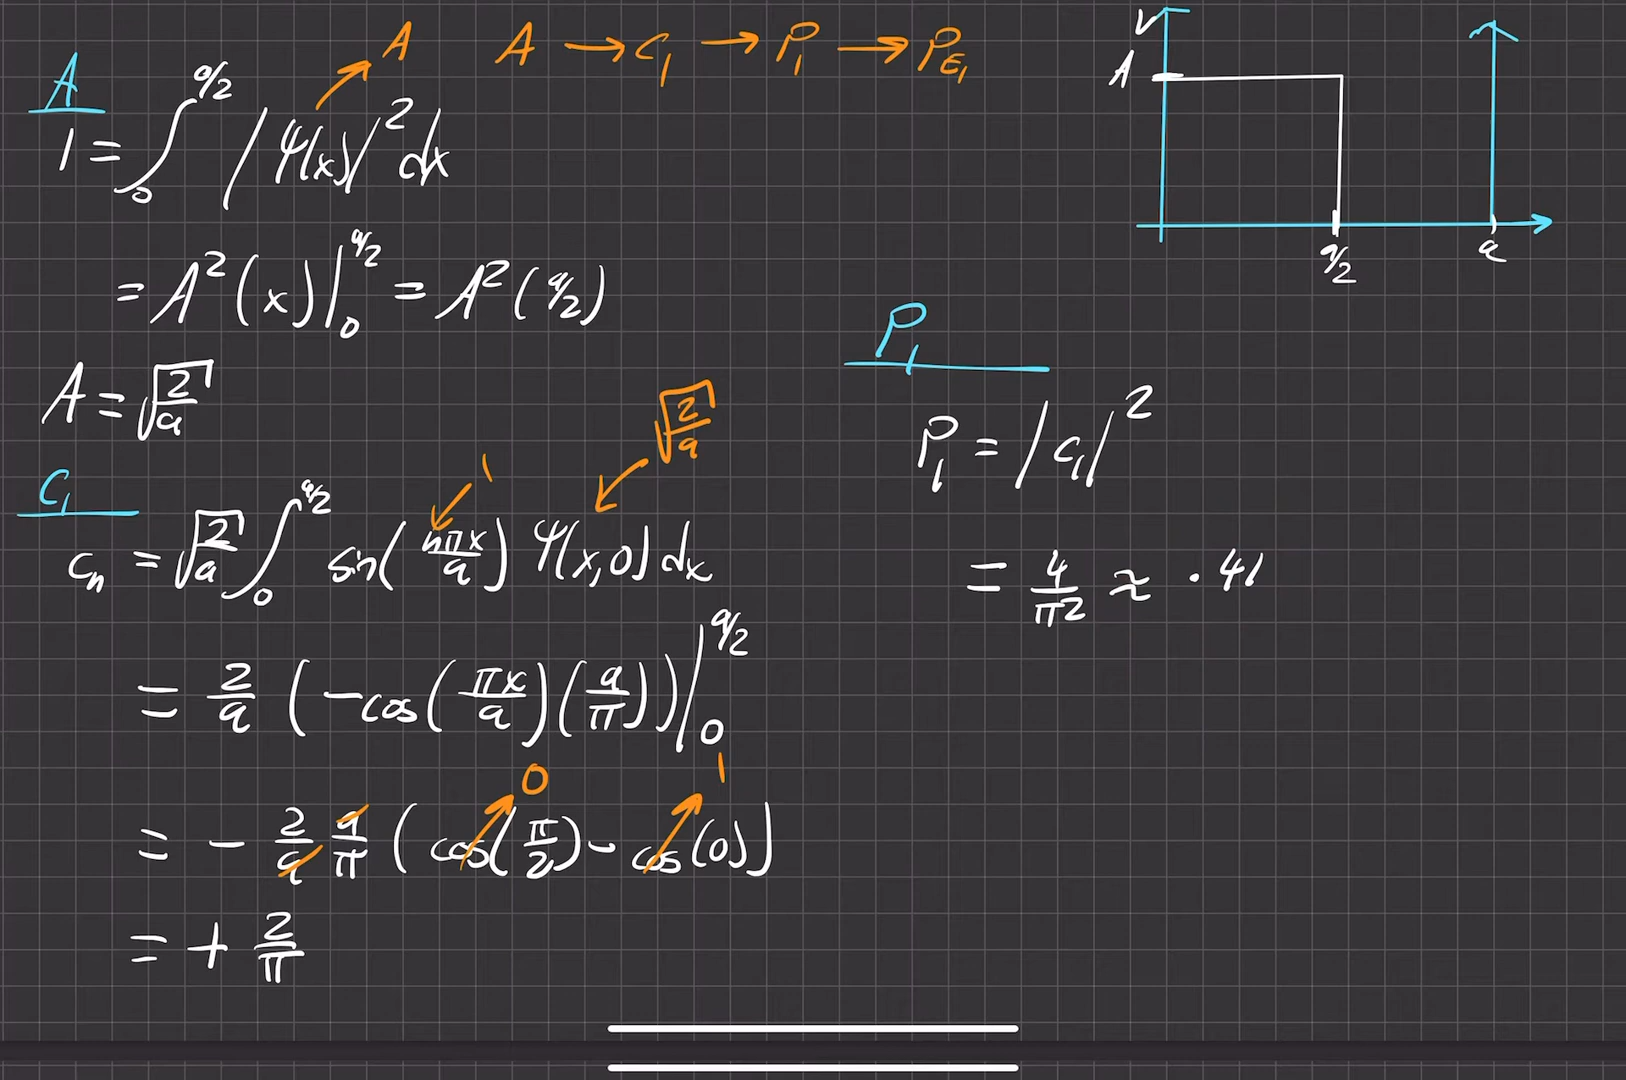 A → C₁ → P₁ → P_E₁
A
A
1 = ∫₀^{a/2} |Ψ(x)|² dx
= A² (x)|₀^{a/2} = A² (a/2)
A = √(2/a)
C₁
√(2/a)
1
cₙ = √(2/a) ∫₀^{a/2} sin(nπx/a) Ψ(x,0) dx
= 2/a (-cos(πx/a)(a/π))|₀^{a/2}
0
1
= - 2/a a/π (cos(π/2) - cos(0))
= + 2/π
V
A
a/2
a
P₁
P₁ = |c₁|²
= 4/π² ≈ .41